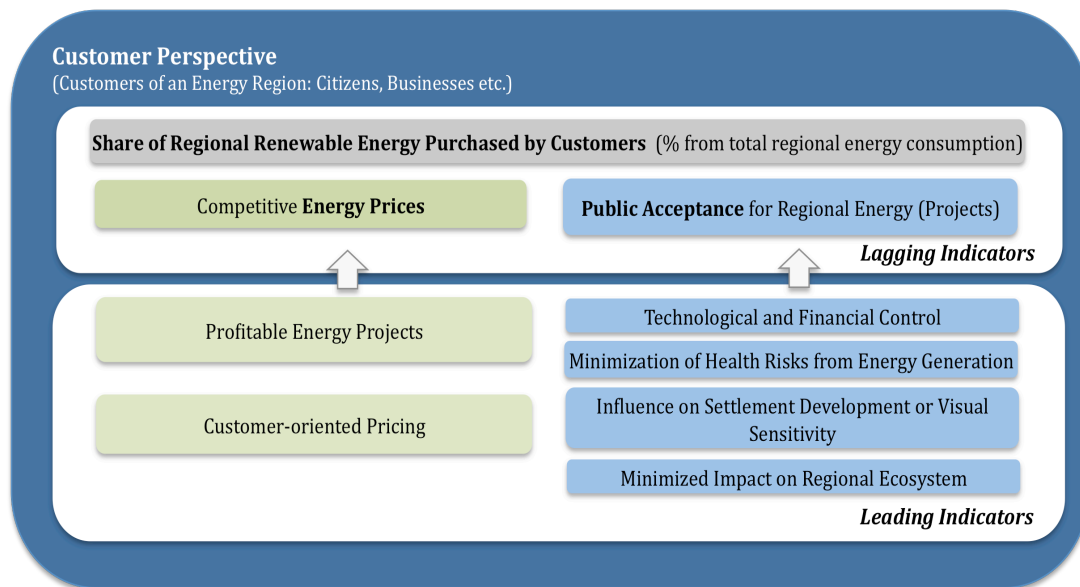 Customer Perspective
(Customers of an Energy Region: Citizens, Businesses etc.)
Share of Regional Renewable Energy Purchased by Customers (% from total regional energy consumption)
Competitive Energy Prices
Public Acceptance for Regional Energy (Projects)
Lagging Indicators
Profitable Energy Projects
Customer-oriented Pricing
Technological and Financial Control
Minimization of Health Risks from Energy Generation
Influence on Settlement Development or Visual
Sensitivity
Minimized Impact on Regional Ecosystem
Leading Indicators